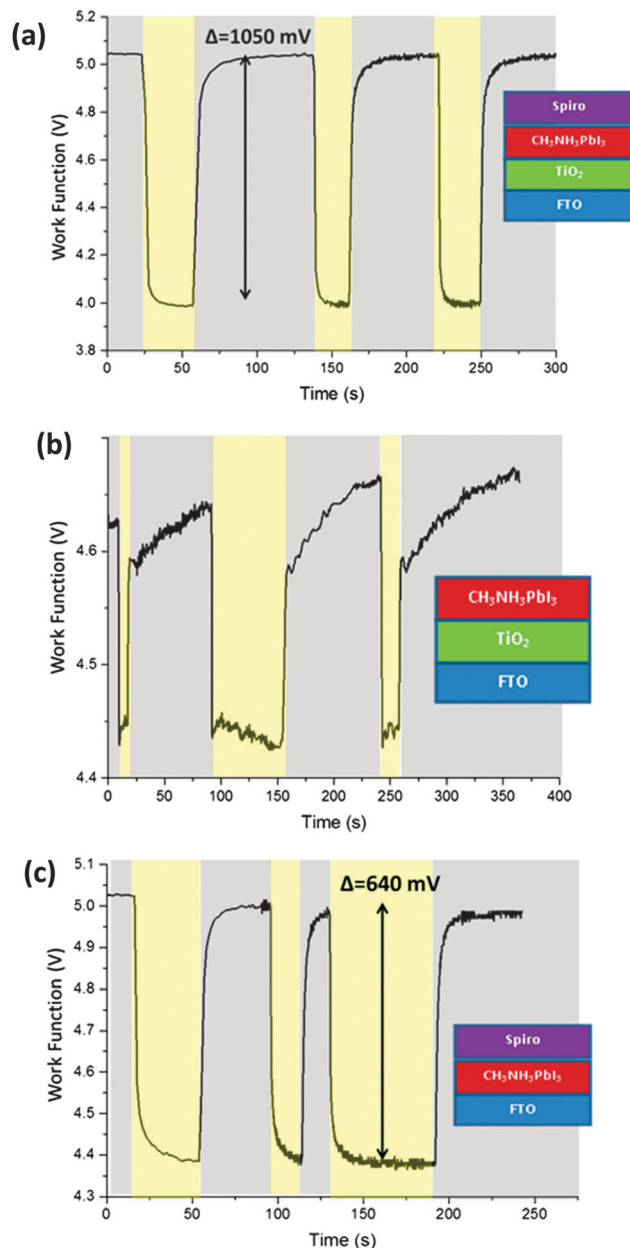 (a)
Δ=1050 mV
5.0
4.8
4.6
4.4
4.2
4.0
3.8
Work Function (V)
0 50 100 150 200 250 300
Time (s)
Spiro
CH₃NH₃PbI₃
TiO₂
FTO
(b)
4.6
4.4
Work Function (V)
0 50 100 150 200 250 300 350 400
Time (s)
CH₃NH₃PbI₃
TiO₂
FTO
(c)
5.1
5.0
4.9
4.8
4.7
4.6
4.5
4.4
4.3
Δ=640 mV
Work Function (V)
0 50 100 150 200 250
Time (s)
Spiro
CH₃NH₃PbI₃
FTO